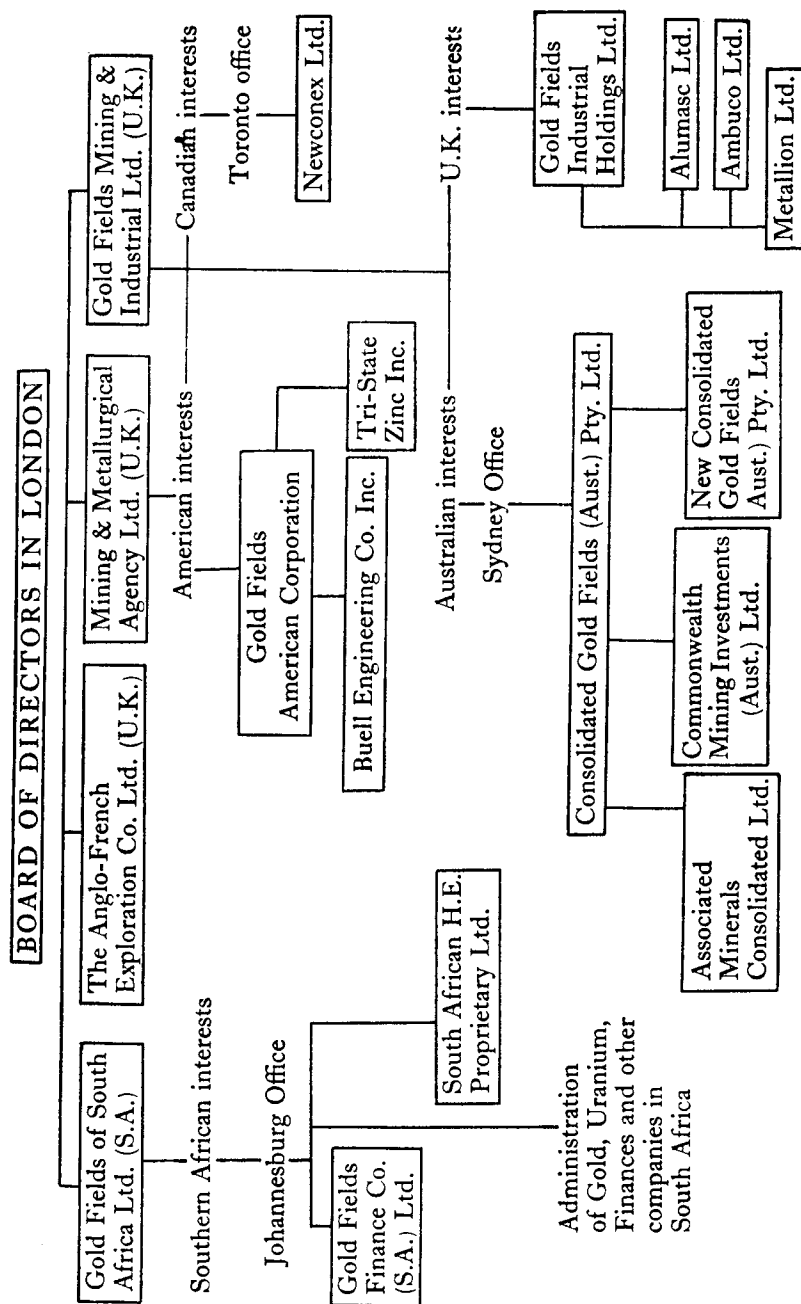 BOARD OF DIRECTORS IN LONDON
Gold Fields of South
Africa Ltd. (S.A.)
The Anglo-French
Exploration Co. Ltd. (U.K.)
Mining & Metallurgical
Agency Ltd. (U.K.)
Gold Fields Mining &
Industrial Ltd. (U.K.)
Southern African interests
American interests
Canadian interests
Johannesburg Office
Toronto office
Gold Fields
American Corporation
Newconex Ltd.
Gold Fields
Finance Co.
(S.A.) Ltd.
Buell Engineering Co. Inc.
Tri-State
Zinc Inc.
South African H.E.
Proprietary Ltd.
Australian interests
U.K. interests
Sydney Office
Gold Fields
Industrial
Holdings Ltd.
Administration
of Gold, Uranium,
Finances and other
companies in
South Africa
Consolidated Gold Fields (Aust.) Pty. Ltd.
Alumasc Ltd.
Ambuco Ltd.
Metallion Ltd.
Associated
Minerals
Consolidated Ltd.
Commonwealth
Mining Investments
(Aust.) Ltd.
New Consolidated
Gold Fields
Aust.) Pty. Ltd.